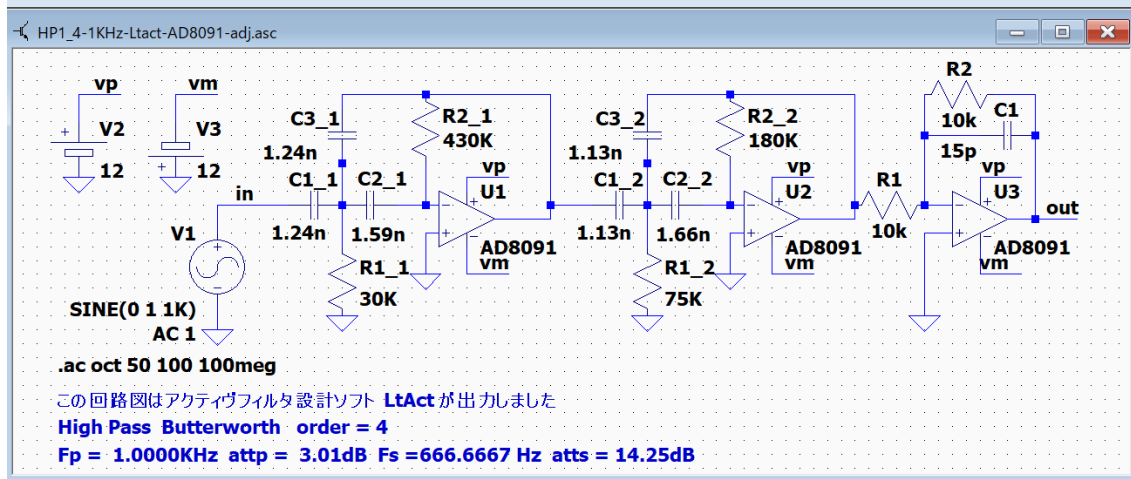 HP1_4-1KHz-Ltact-AD8091-adj.asc
vp
vm
V2
V3
12
12
in
V1
SINE(0 1 1K)
AC 1
C3_1
1.24n
C1_1
1.24n
C2_1
1.59n
R2_1
430K
R1_1
30K
vp
U1
AD8091
vm
C3_2
1.13n
C1_2
1.13n
C2_2
1.66n
R2_2
180K
R1_2
75K
vp
U2
AD8091
vm
R1
10k
R2
10k
C1
15p
vp
U3
out
AD8091
vm
.ac oct 50 100 100meg
この回路図はアクティヴフィルタ設計ソフト LtAct が出力しました
High Pass Butterworth order = 4
Fp = 1.0000KHz attp = 3.01dB Fs =666.6667 Hz atts = 14.25dB